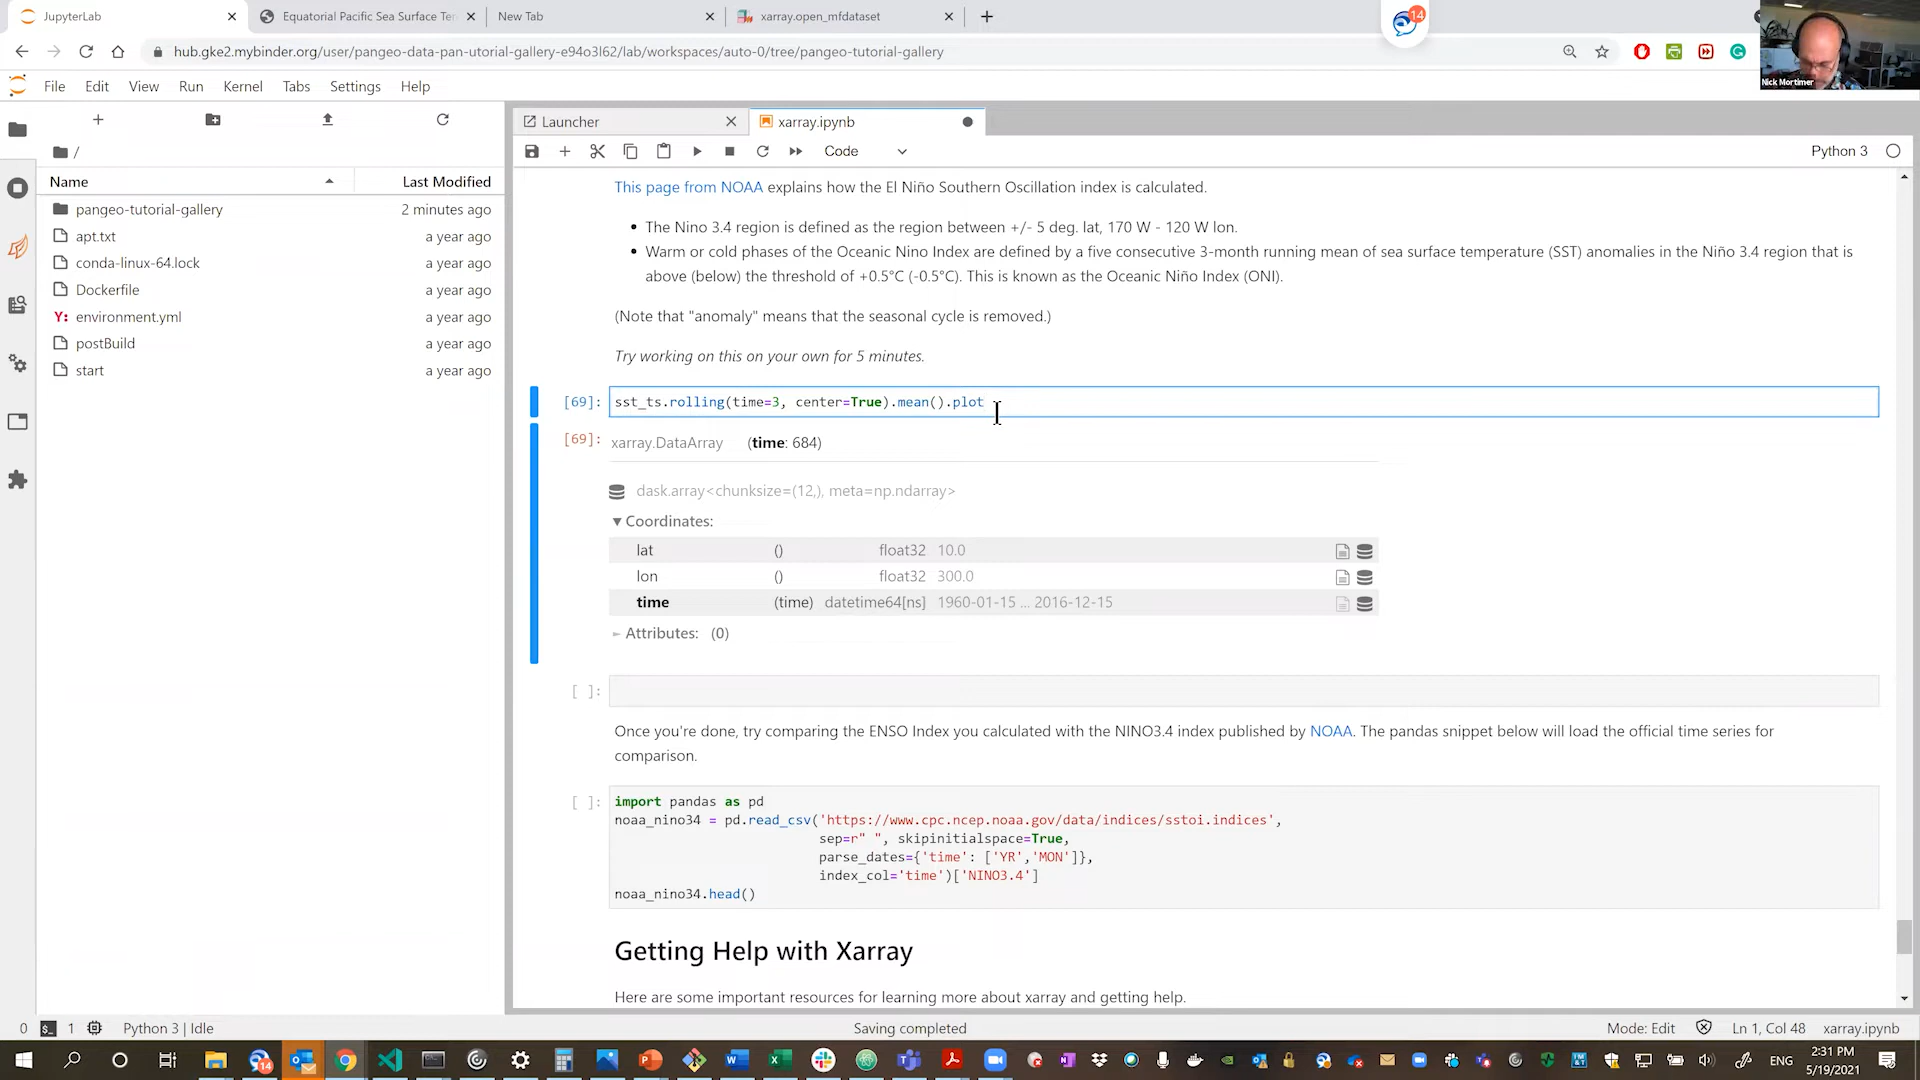 JupyterLab
Equatorial Pacific Sea Surface Te
New Tab
xarray.open_mfdataset
14
hub.gke2.mybinder.org/user/pangeo-data-pan-utorial-gallery-e94o3l62/lab/workspaces/auto-0/tree/pangeo-tutorial-gallery
Nick Mortimer
File Edit View Run Kernel Tabs Settings Help
Launcher
xarray.ipynb
/
Code
Python 3
Name Last Modified
pangeo-tutorial-gallery 2 minutes ago
apt.txt a year ago
conda-linux-64.lock a year ago
Dockerfile a year ago
Y: environment.yml a year ago
postBuild a year ago
start a year ago
This page from NOAA explains how the El Niño Southern Oscillation index is calculated.
• The Nino 3.4 region is defined as the region between +/- 5 deg. lat, 170 W - 120 W lon.
• Warm or cold phases of the Oceanic Nino Index are defined by a five consecutive 3-month running mean of sea surface temperature (SST) anomalies in the Niño 3.4 region that is
above (below) the threshold of +0.5°C (-0.5°C). This is known as the Oceanic Niño Index (ONI).
(Note that "anomaly" means that the seasonal cycle is removed.)
Try working on this on your own for 5 minutes.
[69]: sst_ts.rolling(time=3, center=True).mean().plot
[69]: xarray.DataArray (time: 684)
dask.array<chunksize=(12,), meta=np.ndarray>
▼ Coordinates:
lat () float32 10.0
lon () float32 300.0
time (time) datetime64[ns] 1960-01-15 ... 2016-12-15
► Attributes: (0)
[ ]:
Once you're done, try comparing the ENSO Index you calculated with the NINO3.4 index published by NOAA. The pandas snippet below will load the official time series for
comparison.
[ ]: import pandas as pd
noaa_nino34 = pd.read_csv('https://www.cpc.ncep.noaa.gov/data/indices/sstoi.indices',
sep=r" ", skipinitialspace=True,
parse_dates={'time': ['YR','MON']},
index_col='time')['NINO3.4']
noaa_nino34.head()
Getting Help with Xarray
Here are some important resources for learning more about xarray and getting help.
0 1 Python 3 | Idle Saving completed Mode: Edit Ln 1, Col 48 xarray.ipynb
14
ENG
2:31 PM
5/19/2021